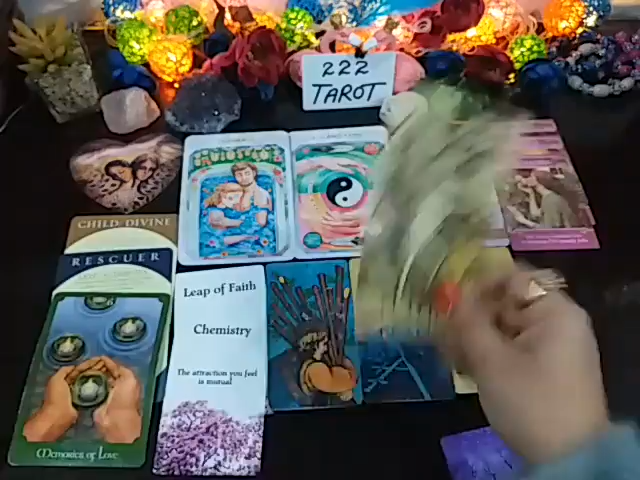 222
TAROT
CHILD DIVINE
RESCUER
Memories of Love
Leap of Faith
Chemistry
The attraction you feel
is mutual